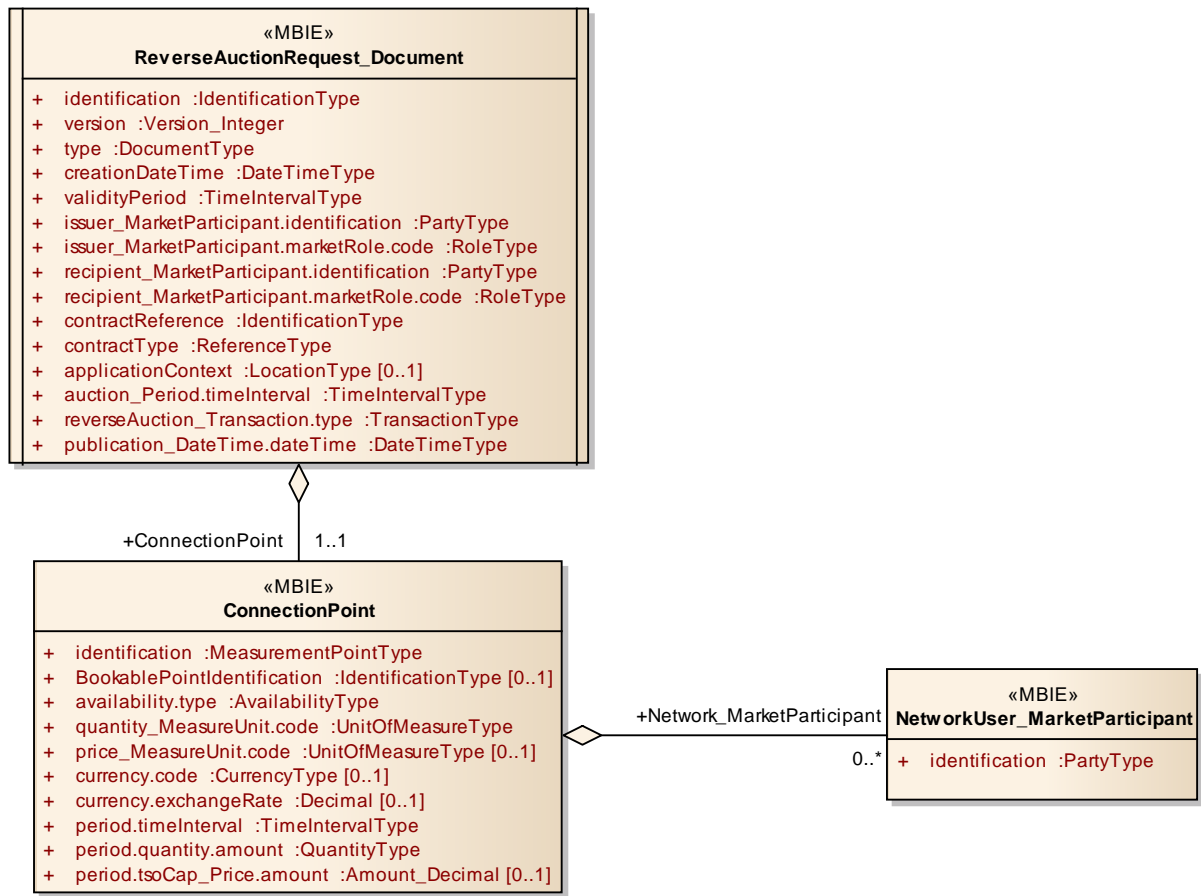 «MBIE»
ReverseAuctionRequest_Document
+ identification :IdentificationType
+ version :Version_Integer
+ type :DocumentType
+ creationDateTime :DateTimeType
+ validityPeriod :TimeIntervalType
+ issuer_MarketParticipant.identification :PartyType
+ issuer_MarketParticipant.marketRole.code :RoleType
+ recipient_MarketParticipant.identification :PartyType
+ recipient_MarketParticipant.marketRole.code :RoleType
+ contractReference :IdentificationType
+ contractType :ReferenceType
+ applicationContext :LocationType [0..1]
+ auction_Period.timeInterval :TimeIntervalType
+ reverseAuction_Transaction.type :TransactionType
+ publication_DateTime.dateTime :DateTimeType
+ConnectionPoint 1..1
«MBIE»
ConnectionPoint
+ identification :MeasurementPointType
+ BookablePointIdentification :IdentificationType [0..1]
+ availability.type :AvailabilityType
+ quantity_MeasureUnit.code :UnitOfMeasureType
+ price_MeasureUnit.code :UnitOfMeasureType [0..1]
+ currency.code :CurrencyType [0..1]
+ currency.exchangeRate :Decimal [0..1]
+ period.timeInterval :TimeIntervalType
+ period.quantity.amount :QuantityType
+ period.tsoCap_Price.amount :Amount_Decimal [0..1]
+Network_MarketParticipant
0..*
«MBIE»
NetworkUser_MarketParticipant
+ identification :PartyType